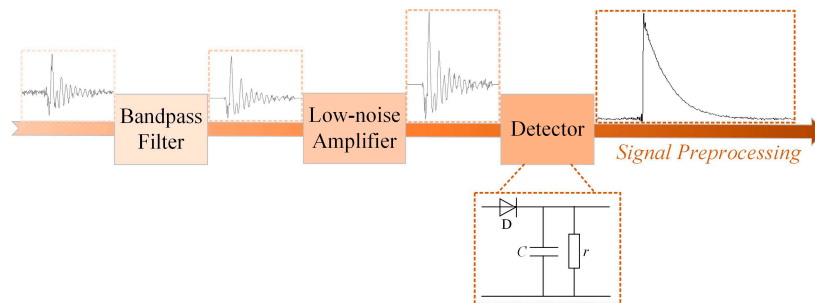 Bandpass
Filter
Low-noise
Amplifier
Detector
Signal Preprocessing
D
C
r